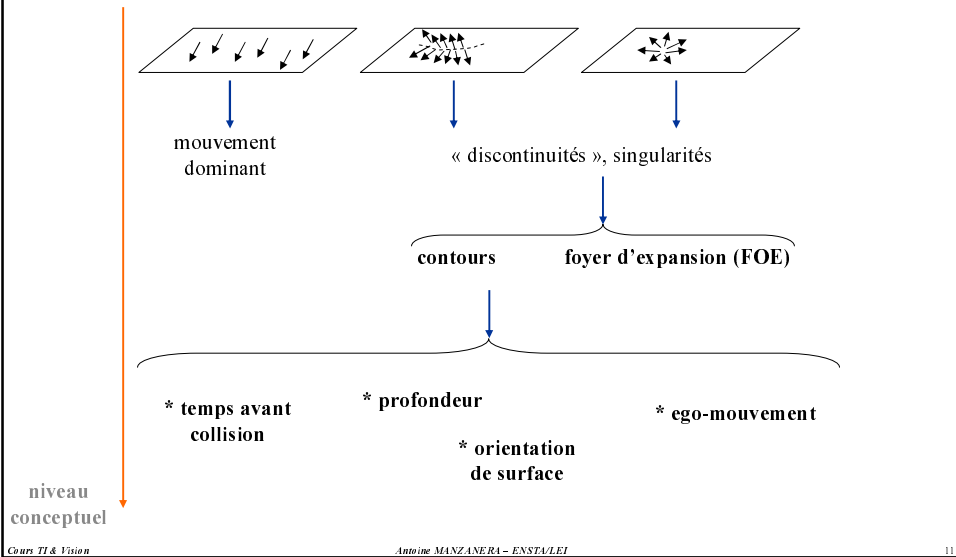 mouvement
dominant
« discontinuités », singularités
contours
foyer d'expansion (FOE)
* temps avant
collision
* profondeur
* orientation
de surface
* ego-mouvement
niveau
conceptuel
Cours TI & Vision
Antoine MANZANERA – ENSTA/LEI
11